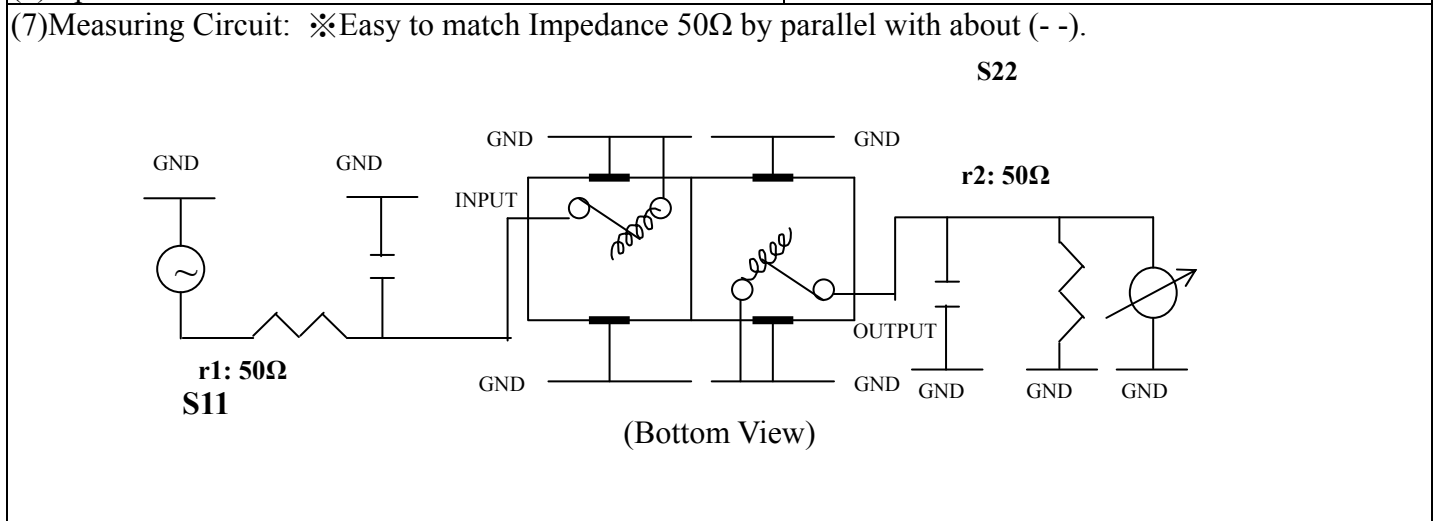 (7)Measuring Circuit: ※Easy to match Impedance 50Ω by parallel with about (- -).
S22
GND
GND
GND
GND
r2: 50Ω
INPUT
~
OUTPUT
r1: 50Ω
S11
GND
GND
GND
GND
GND
(Bottom View)